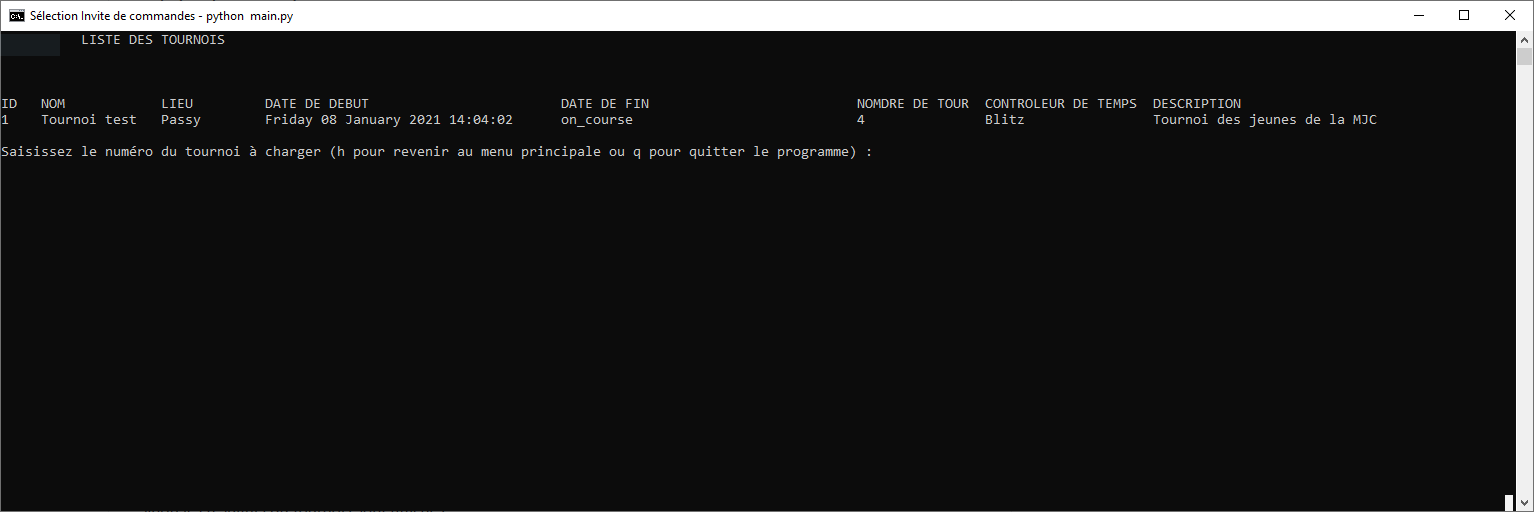 Sélection Invite de commandes - python  main.py
LISTE DES TOURNOIS
ID   NOM            LIEU         DATE DE DEBUT                        DATE DE FIN                          NOMDRE DE TOUR  CONTROLEUR DE TEMPS  DESCRIPTION
1    Tournoi test   Passy        Friday 08 January 2021 14:04:02      on_course                            4               Blitz                Tournoi des jeunes de la MJC
Saisissez le numéro du tournoi à charger (h pour revenir au menu principale ou q pour quitter le programme) :